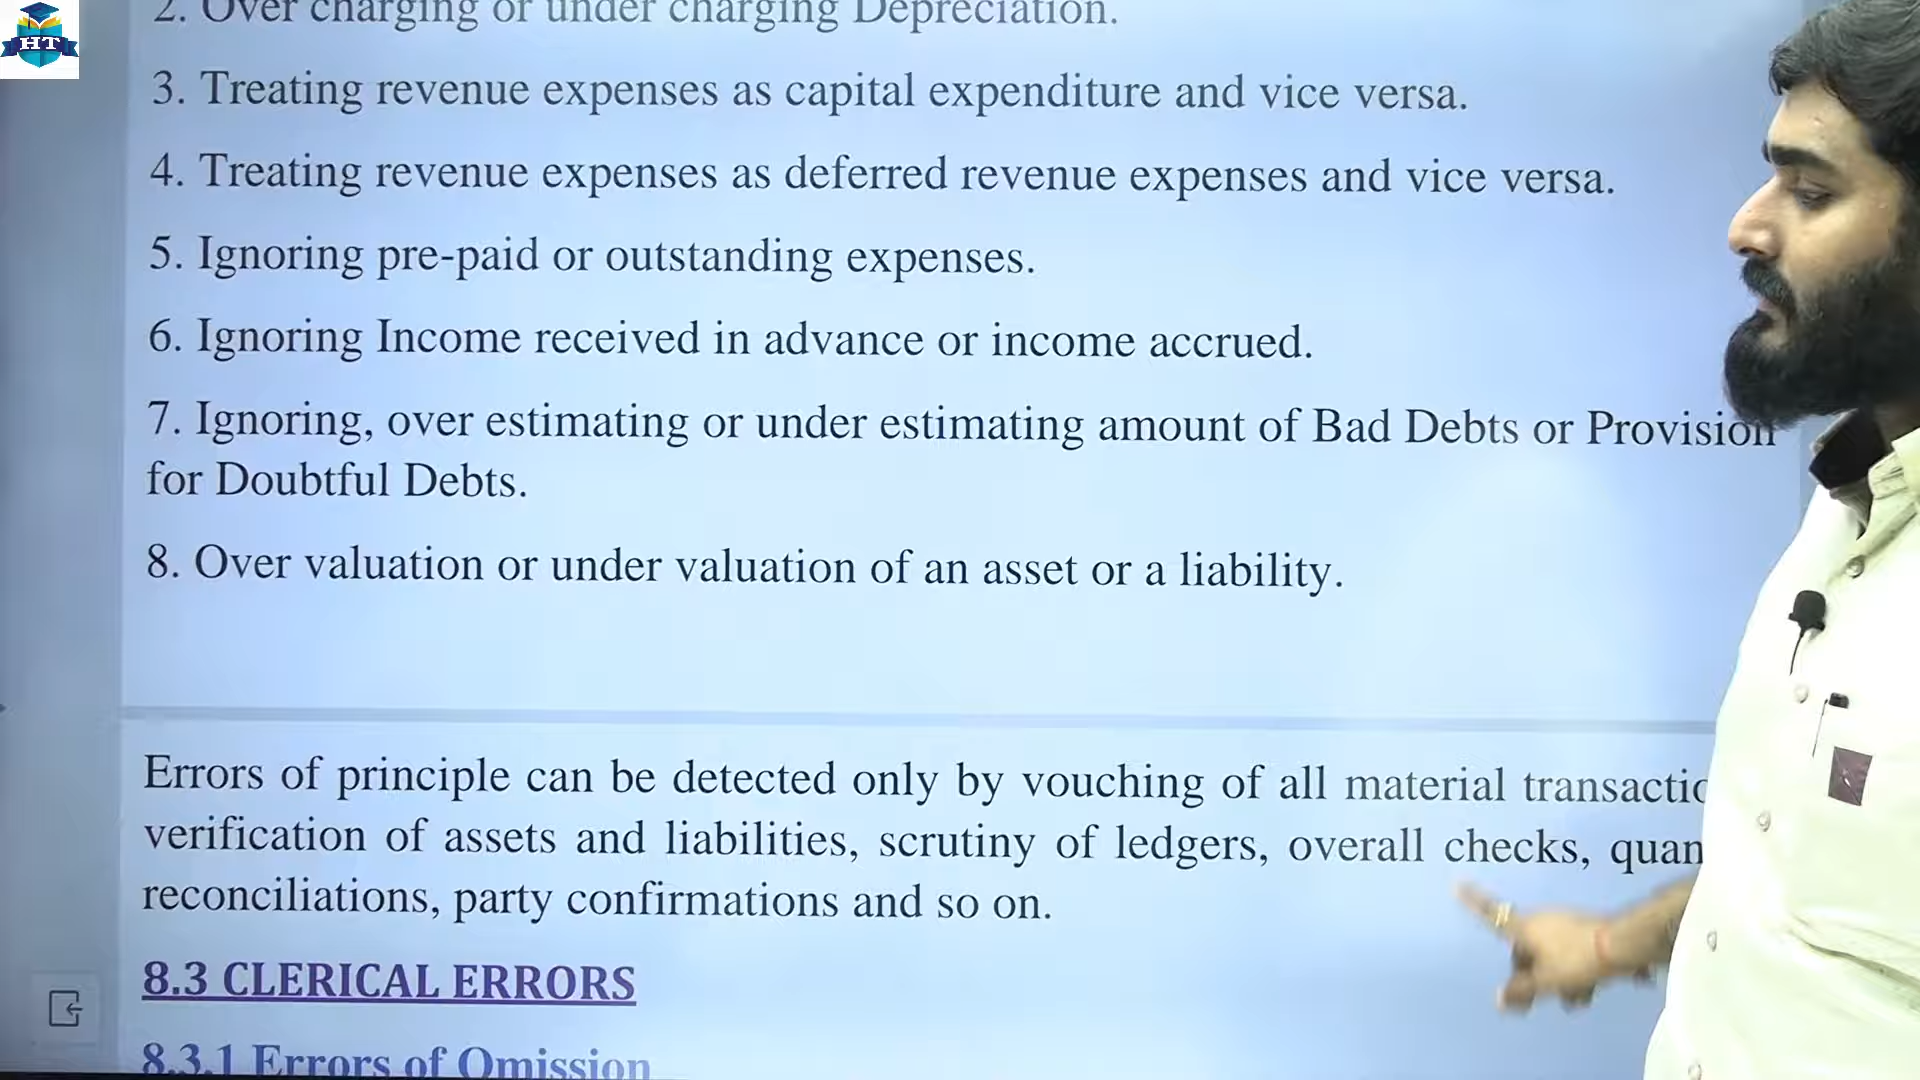 HT
2. Over charging or under charging Depreciation.
3. Treating revenue expenses as capital expenditure and vice versa.
4. Treating revenue expenses as deferred revenue expenses and vice versa.
5. Ignoring pre-paid or outstanding expenses.
6. Ignoring Income received in advance or income accrued.
7. Ignoring, over estimating or under estimating amount of Bad Debts or Provision
for Doubtful Debts.
8. Over valuation or under valuation of an asset or a liability.
Errors of principle can be detected only by vouching of all material
verification of assets and liabilities, scrutiny of ledgers, overall checks,
reconciliations, party confirmations and so on.
8.3 CLERICAL ERRORS
8.3.1 Errors of Omission